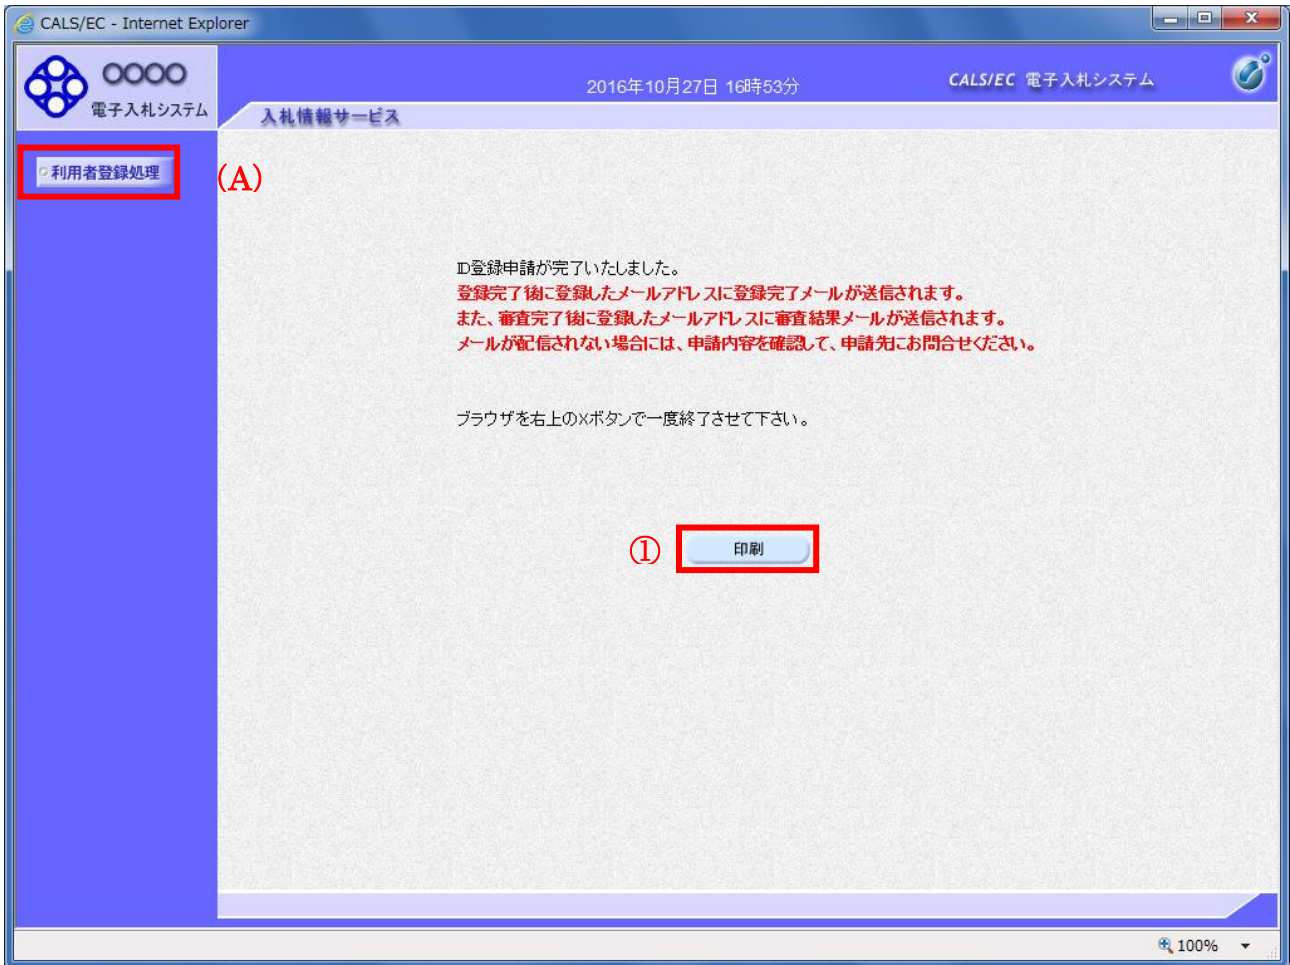 CALS/EC - Internet Explorer
〇〇〇〇
電子入札システム
2016年10月27日 16時53分
CALS/EC 電子入札システム
入札情報サービス
利用者登録処理
(A)
ID登録申請が完了いたしました。
登録完了後に登録したメールアドレスに登録完了メールが送信されます。
また、審査完了後に登録したメールアドレスに審査結果メールが送信されます。
メールが配信されない場合には、申請内容を確認して、申請先にお問合せください。
ブラウザを右上の×ボタンで一度終了させて下さい。
①
印刷
100%